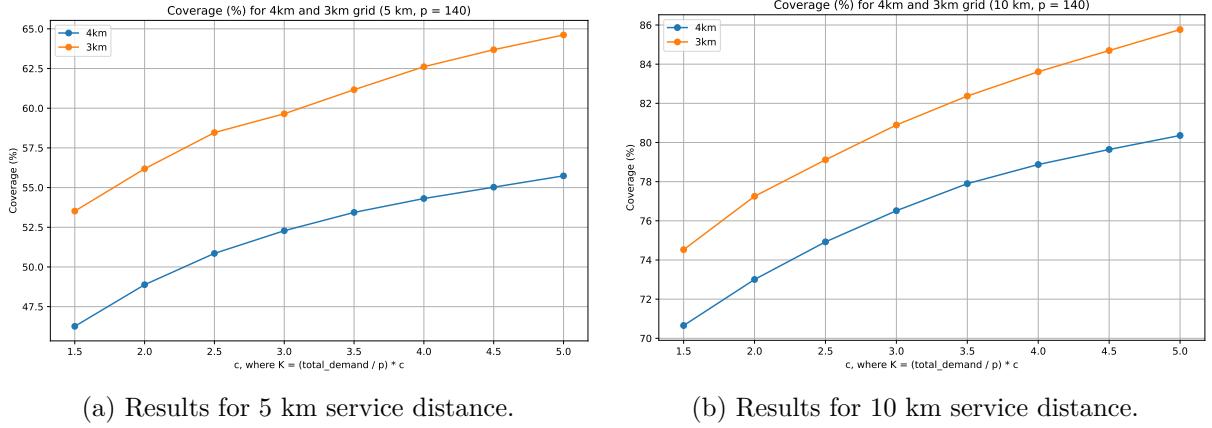 Coverage (%) for 4km and 3km grid (5 km, p = 140)
4km
3km
65.0
62.5
60.0
57.5
55.0
52.5
50.0
47.5
Coverage (%)
1.5 2.0 2.5 3.0 3.5 4.0 4.5 5.0
c, where K = (total_demand / p) * c
(a) Results for 5 km service distance.
Coverage (%) for 4km and 3km grid (10 km, p = 140)
4km
3km
86
84
82
80
78
76
74
72
70
Coverage (%)
1.5 2.0 2.5 3.0 3.5 4.0 4.5 5.0
c, where K = (total_demand / p) * c
(b) Results for 10 km service distance.